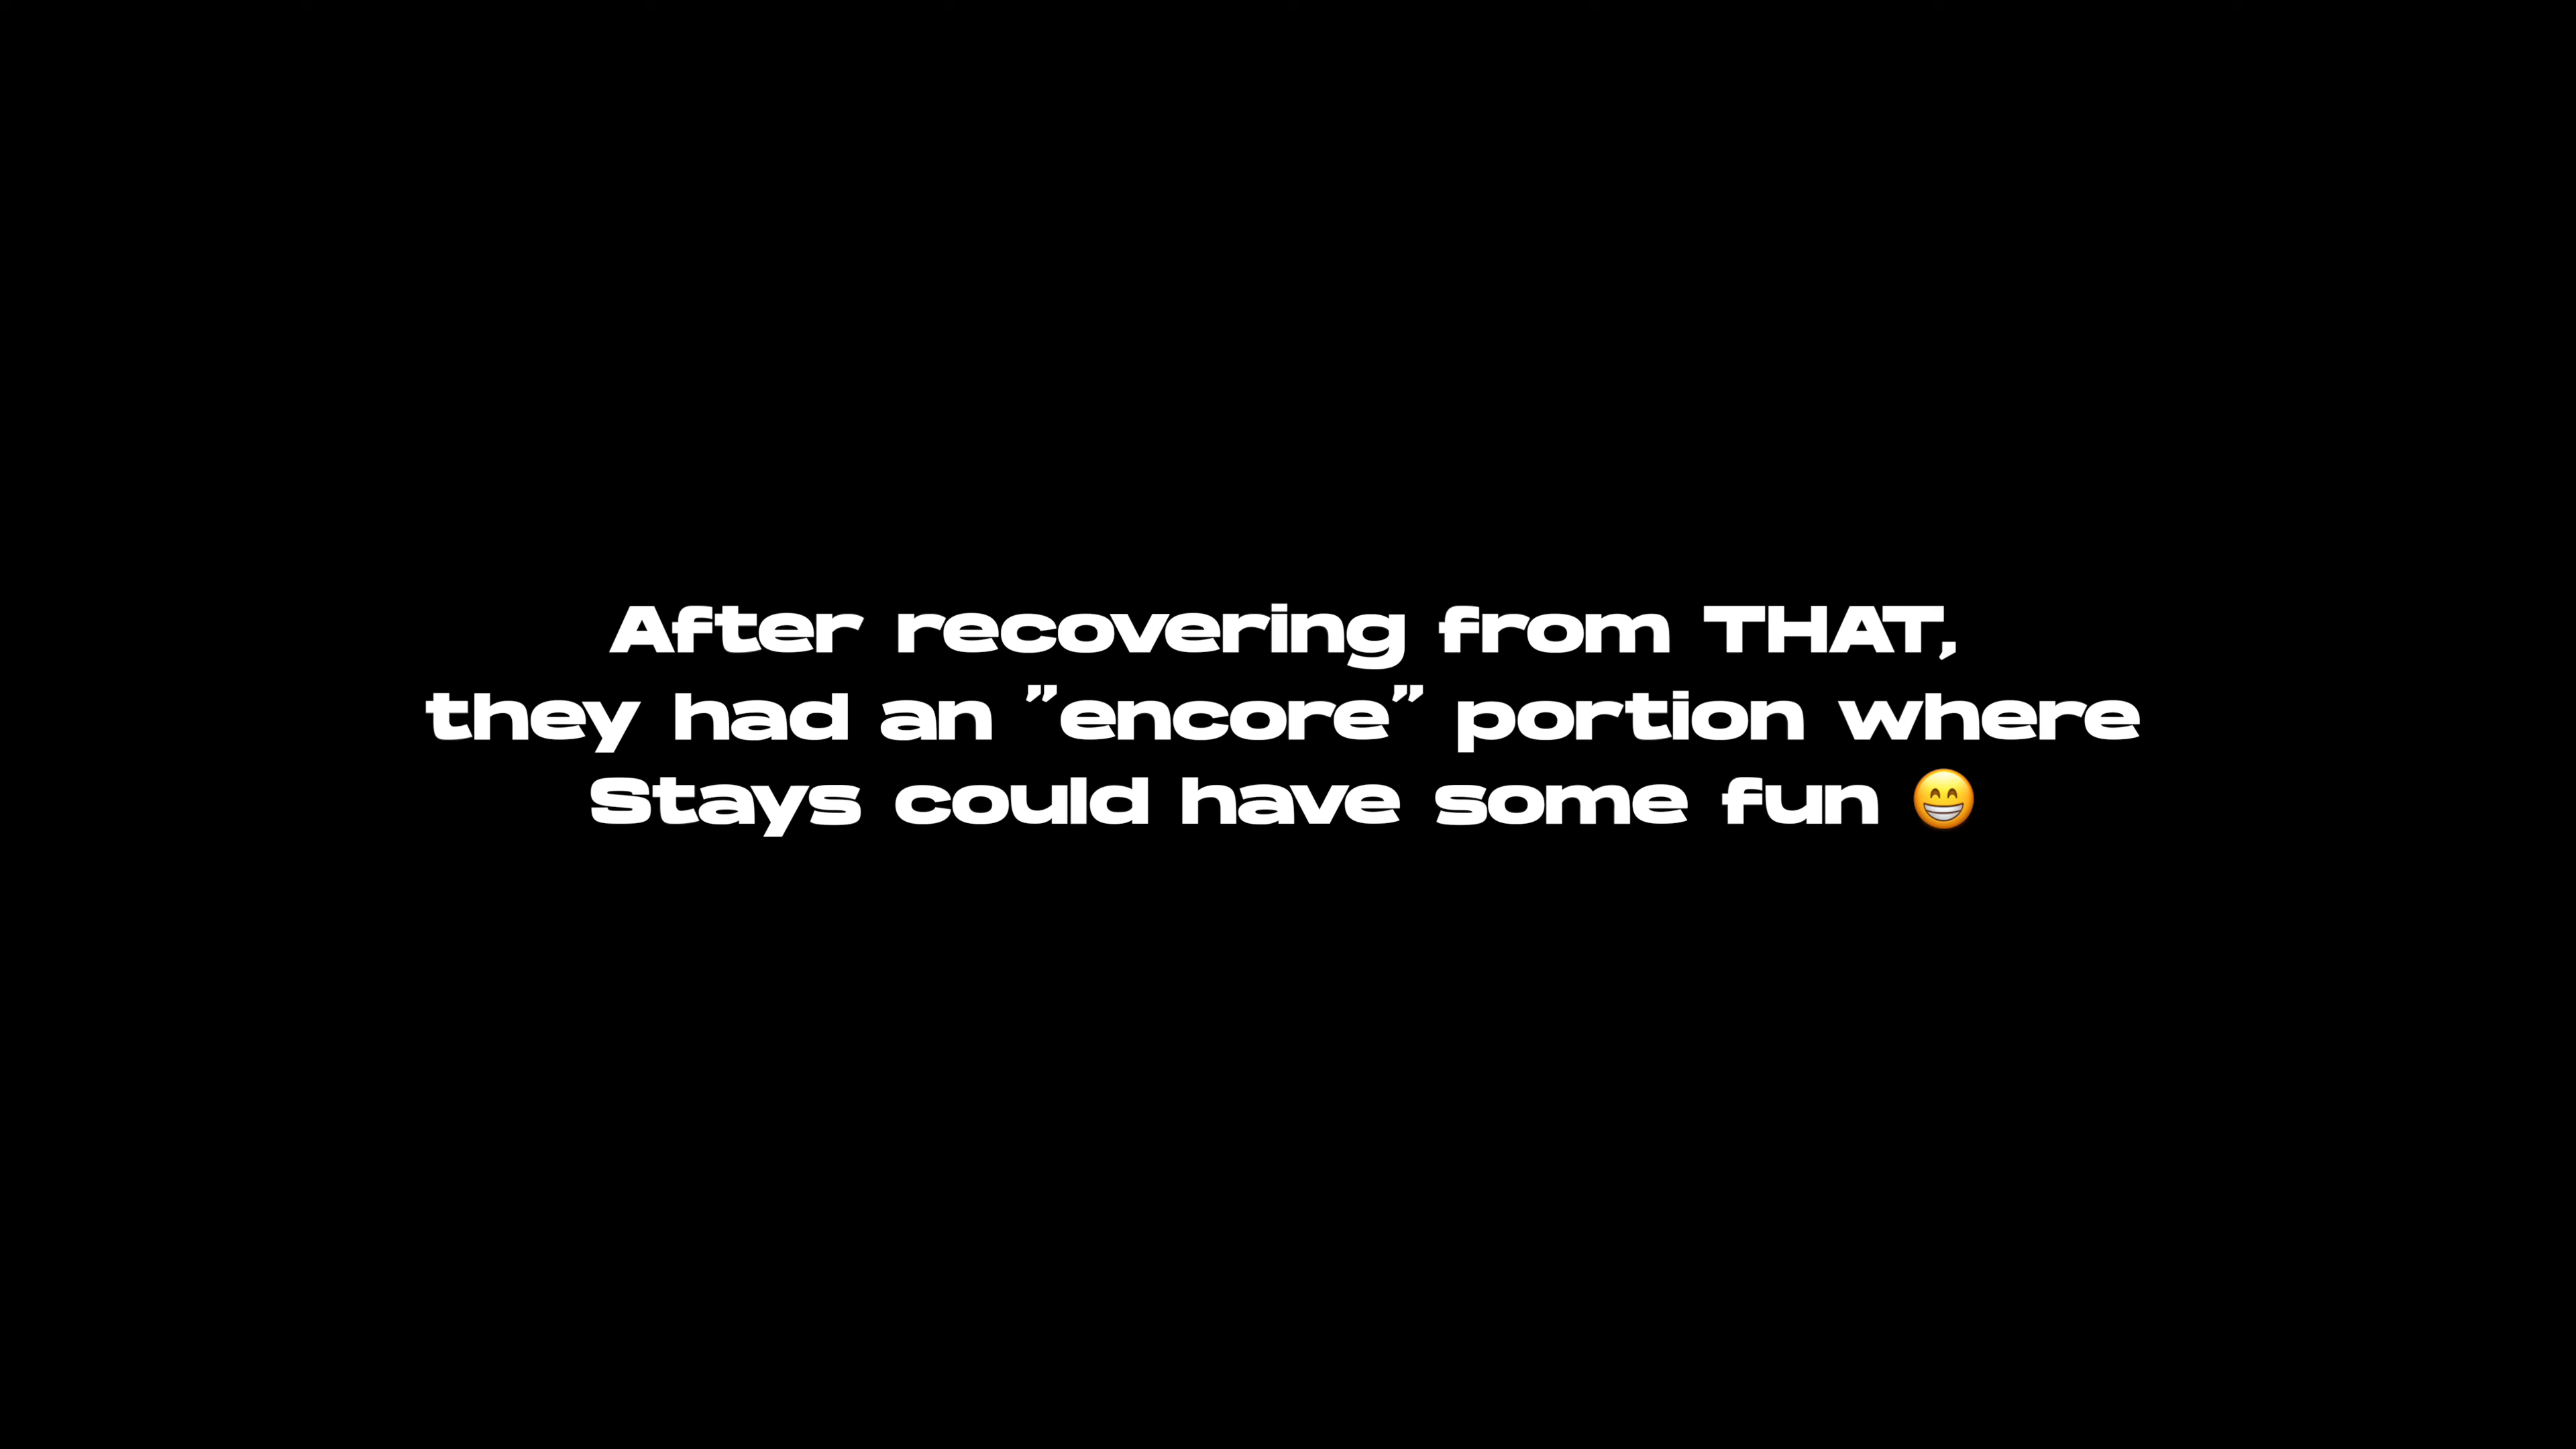 After recovering from THAT,
they had an "encore" portion where
Stays could have some fun 😁